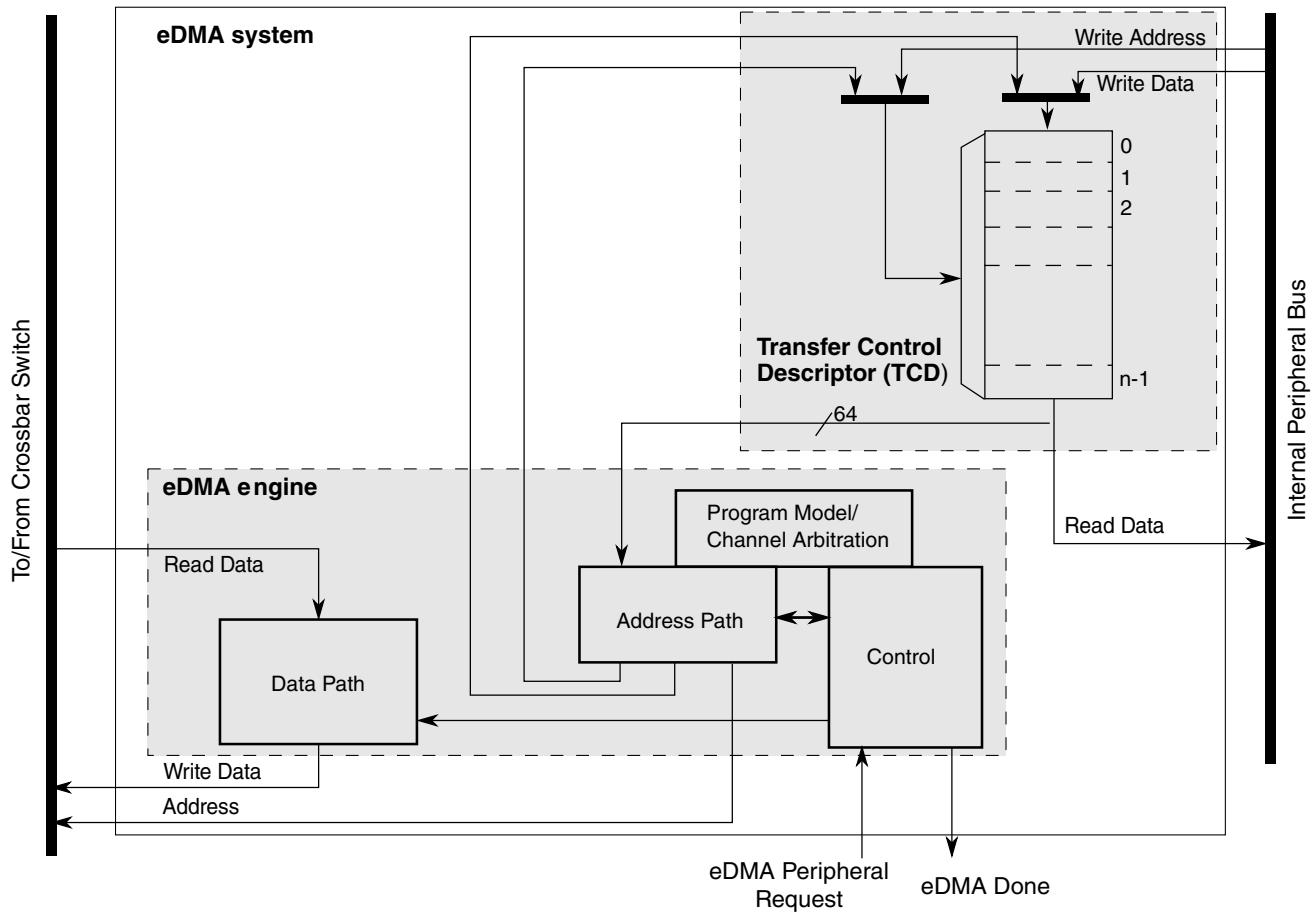 eDMA system
Write Address
Write Data
0
1
2
n-1
Transfer Control
Descriptor (TCD)
64
To/From Crossbar Switch
Internal Peripheral Bus
eDMA engine
Program Model/
Channel Arbitration
Read Data
Read Data
Address Path
Control
Data Path
Write Data
Address
eDMA Peripheral
Request
eDMA Done